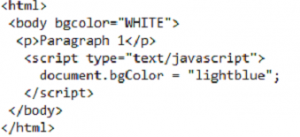 <html>
<body bgcolor="WHITE">
<p>Paragraph 1</p>
<script type="text/javascript">
document.bgColor = "lightblue";
</script>
</body>
</html>